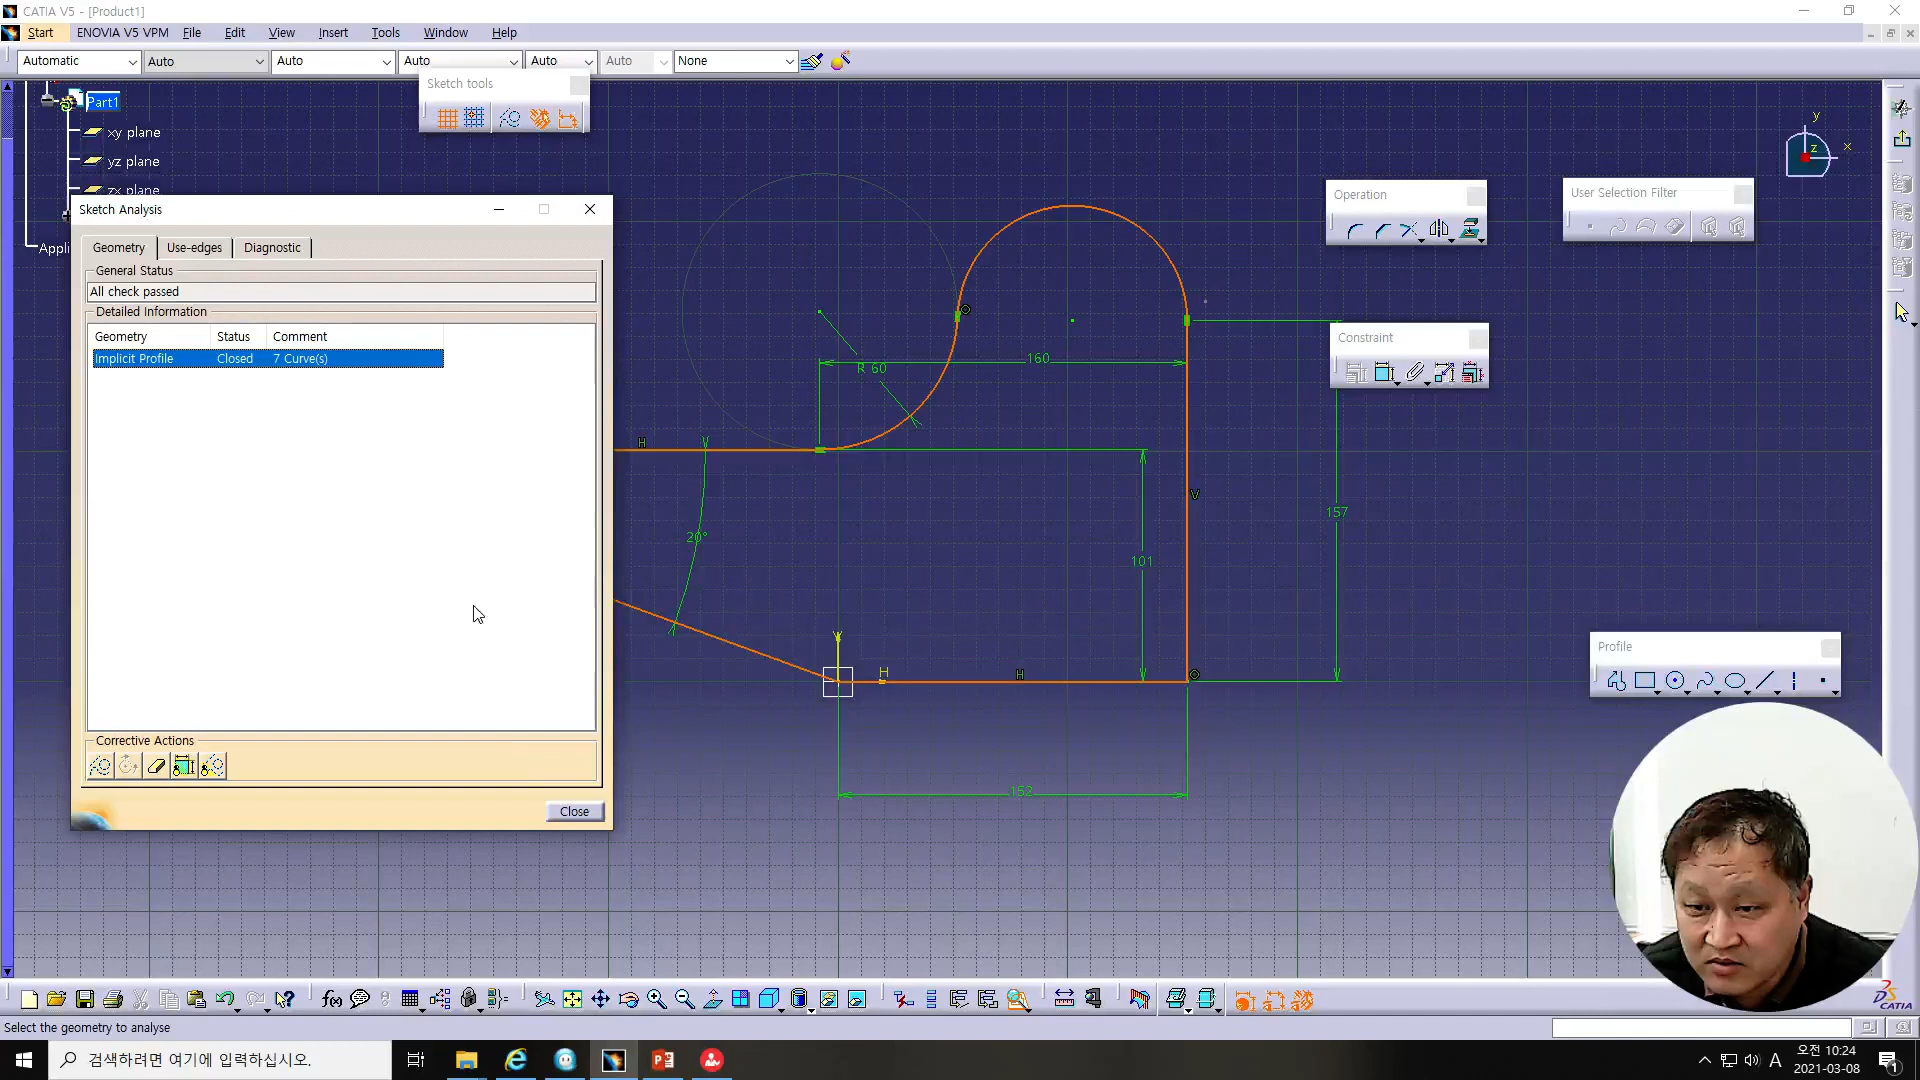 CATIA V5 - [Product1]
Start ENOVIA V5 VPM File Edit View Insert Tools Window Help
Automatic Auto Auto Auto Auto Auto None
Sketch tools
Part1
xy plane
yz plane
zx plane
Appli
y
z
x
Operation
User Selection Filter
Sketch Analysis
Geometry Use-edges Diagnostic
General Status
All check passed
Detailed Information
Geometry Status Comment
Implicit Profile Closed 7 Curve(s)
Corrective Actions
Close
Constraint
160
R 60
H
V
157
20°
101
V
H
H
152
Profile
CATIA
Select the geometry to analyse
검색하려면 여기에 입력하십시오.
A
오전 10:24
2021-03-08
1